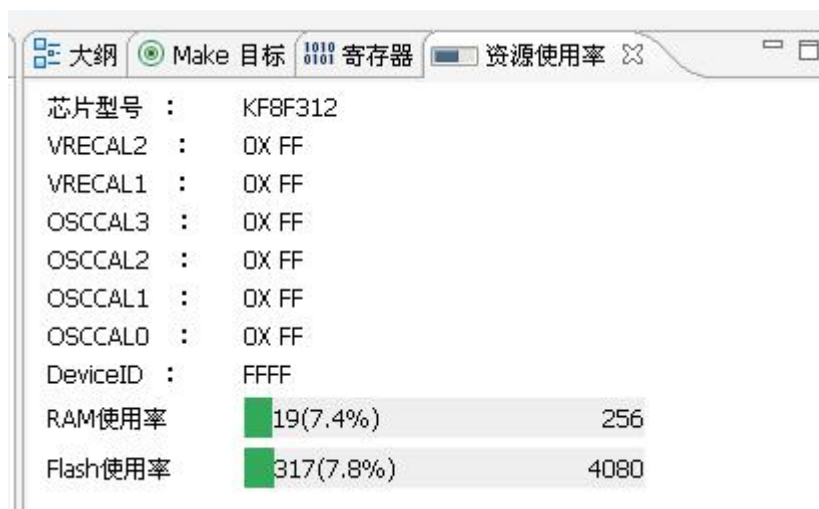 大纲 Make 目标 寄存器 资源使用率
芯片型号 : KF8F312
VRECAL2 : 0X FF
VRECAL1 : 0X FF
OSCCAL3 : 0X FF
OSCCAL2 : 0X FF
OSCCAL1 : 0X FF
OSCCAL0 : 0X FF
DeviceID : FFFF
RAM使用率 19(7.4%) 256
Flash使用率 317(7.8%) 4080